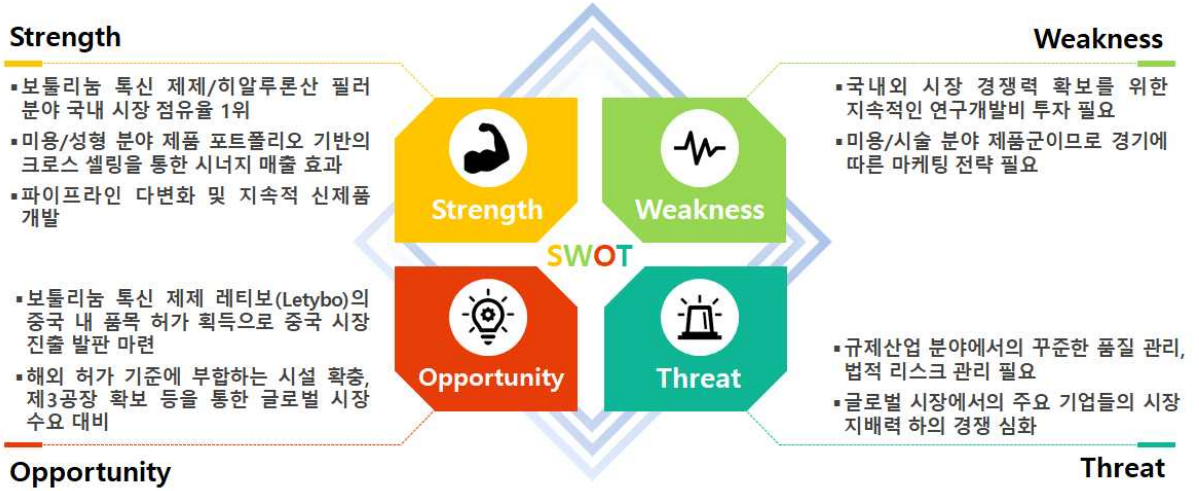 Strength
▪보툴리눔 톡신 제제/히알루론산 필러
분야 국내 시장 점유율 1위
▪미용/성형 분야 제품 포트폴리오 기반의
크로스 셀링을 통한 시너지 매출 효과
▪파이프라인 다변화 및 지속적 신제품
개발
Weakness
▪국내외 시장 경쟁력 확보를 위한
지속적인 연구개발비 투자 필요
▪미용/시술 분야 제품군이므로 경기에
따른 마케팅 전략 필요
Strength
Weakness
SWOT
Opportunity
Threat
▪보툴리눔 톡신 제제 레티보(Letybo)의
중국 내 품목 허가 획득으로 중국 시장
진출 발판 마련
▪해외 허가 기준에 부합하는 시설 확충,
제3공장 확보 등을 통한 글로벌 시장
수요 대비
Opportunity
▪규제산업 분야에서의 꾸준한 품질 관리,
법적 리스크 관리 필요
▪글로벌 시장에서의 주요 기업들의 시장
지배력 하의 경쟁 심화
Threat